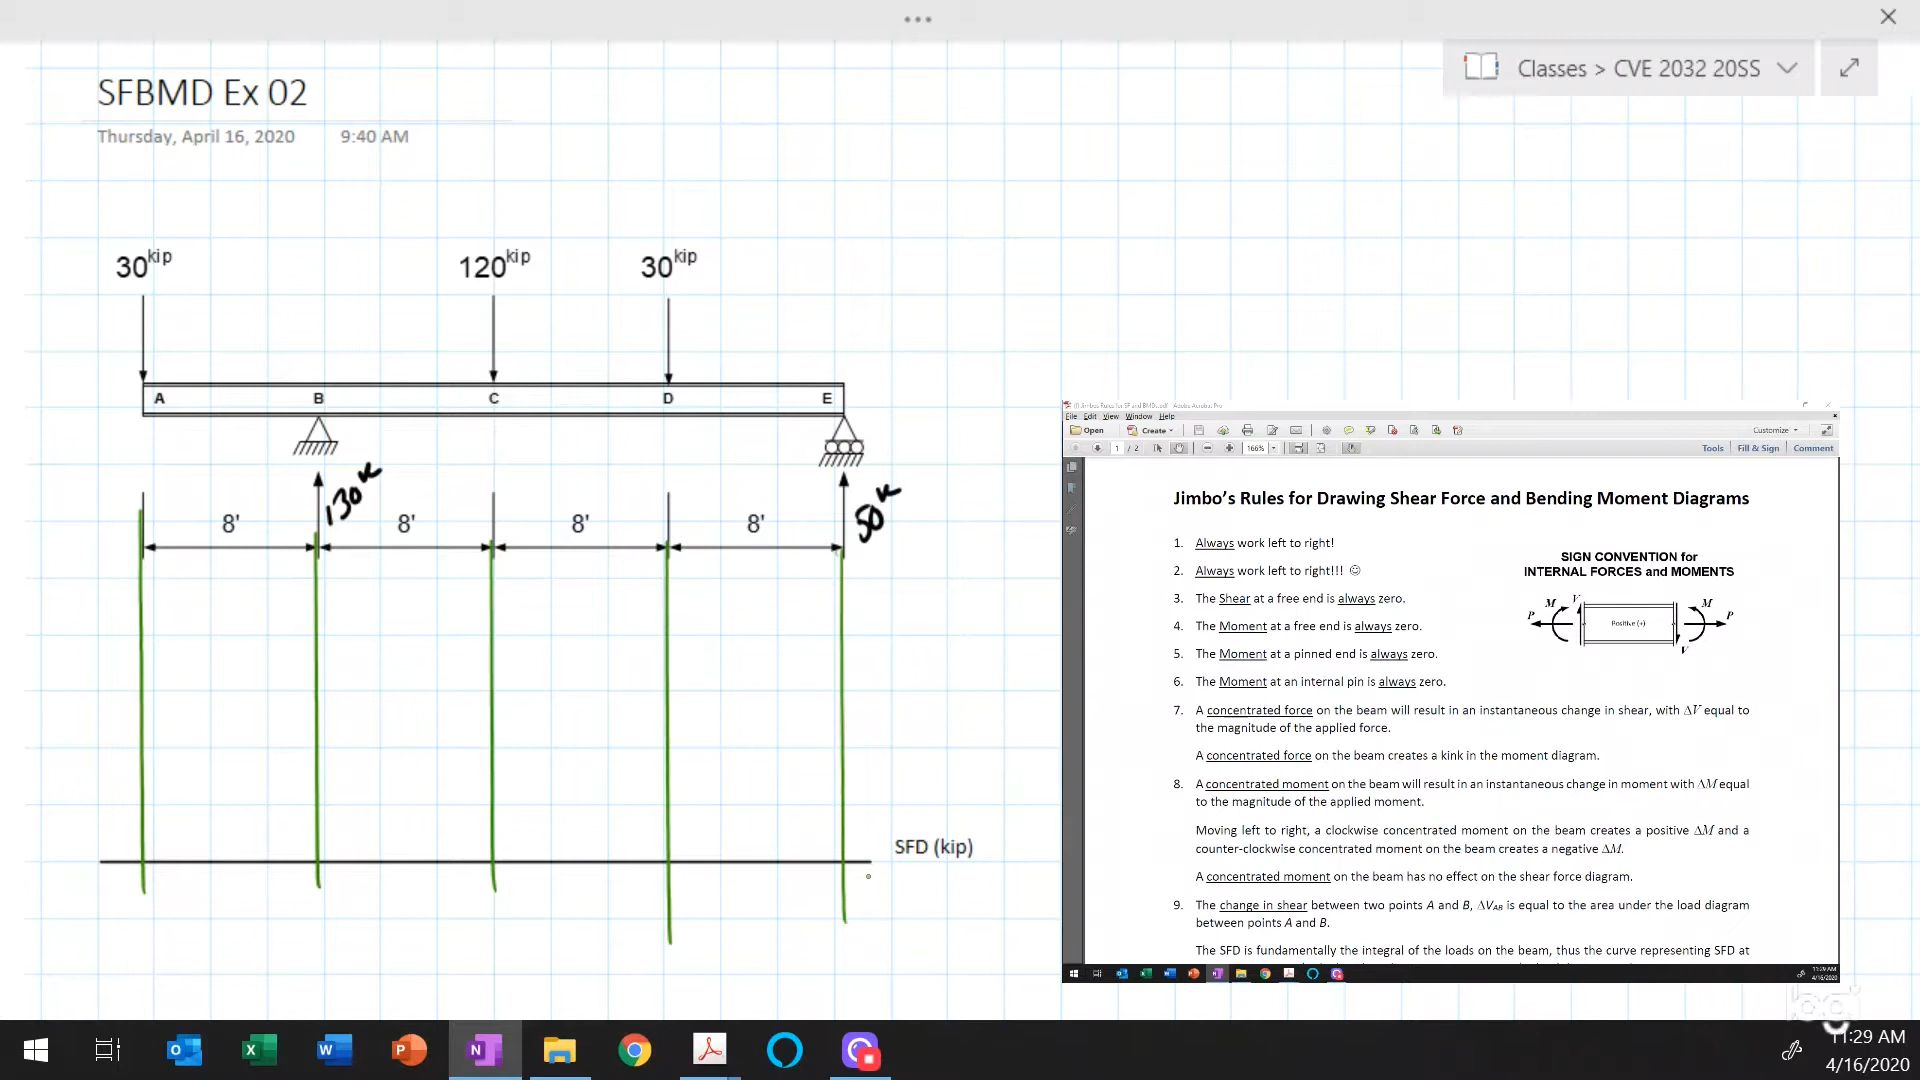 Classes > CVE 2032 20SS
SFBMD Ex 02
Thursday, April 16, 2020 9:40 AM
30kip 120kip 30kip
A B C D E
130k 50k
8' 8' 8' 8'
SFD (kip)
File Edit View Window Help
Open Create Customize
1 / 2 166% Tools Fill & Sign Comment
Jimbo's Rules for Drawing Shear Force and Bending Moment Diagrams
1. Always work left to right!
2. Always work left to right!!! ☺
3. The Shear at a free end is always zero.
4. The Moment at a free end is always zero.
5. The Moment at a pinned end is always zero.
6. The Moment at an internal pin is always zero.
SIGN CONVENTION for
INTERNAL FORCES and MOMENTS
M V M
P Positive (+) P
V
7. A concentrated force on the beam will result in an instantaneous change in shear, with ΔV equal to
the magnitude of the applied force.
A concentrated force on the beam creates a kink in the moment diagram.
8. A concentrated moment on the beam will result in an instantaneous change in moment with ΔM equal
to the magnitude of the applied moment.
Moving left to right, a clockwise concentrated moment on the beam creates a positive ΔM and a
counter-clockwise concentrated moment on the beam creates a negative ΔM.
A concentrated moment on the beam has no effect on the shear force diagram.
9. The change in shear between two points A and B, ΔVAB is equal to the area under the load diagram
between points A and B.
The SFD is fundamentally the integral of the loads on the beam, thus the curve representing SFD at
11:29 AM
4/16/2020
11:29 AM
4/16/2020